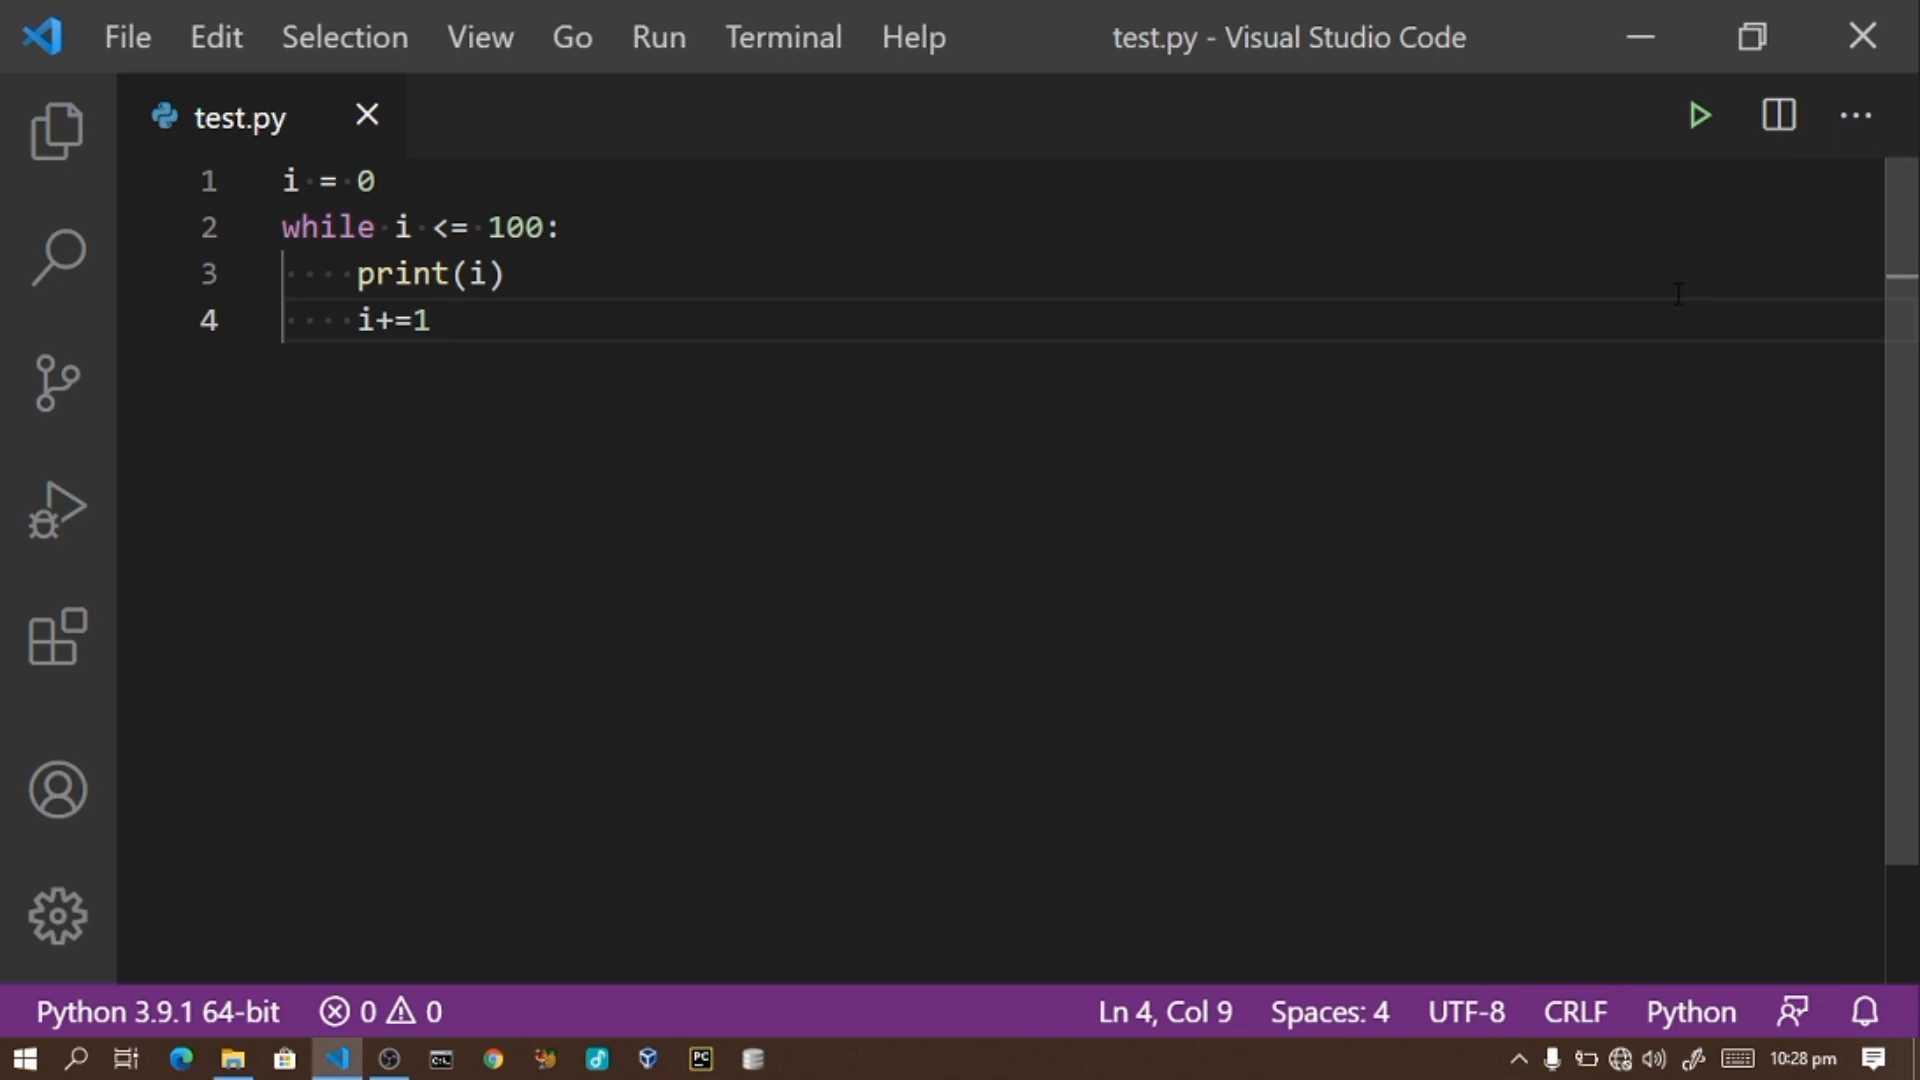 File Edit Selection View Go Run Terminal Help test.py - Visual Studio Code
test.py
1 i = 0
2 while i <= 100:
3     print(i)
4     i+=1
Python 3.9.1 64-bit 0 0 Ln 4, Col 9 Spaces: 4 UTF-8 CRLF Python
PC 10:28 pm